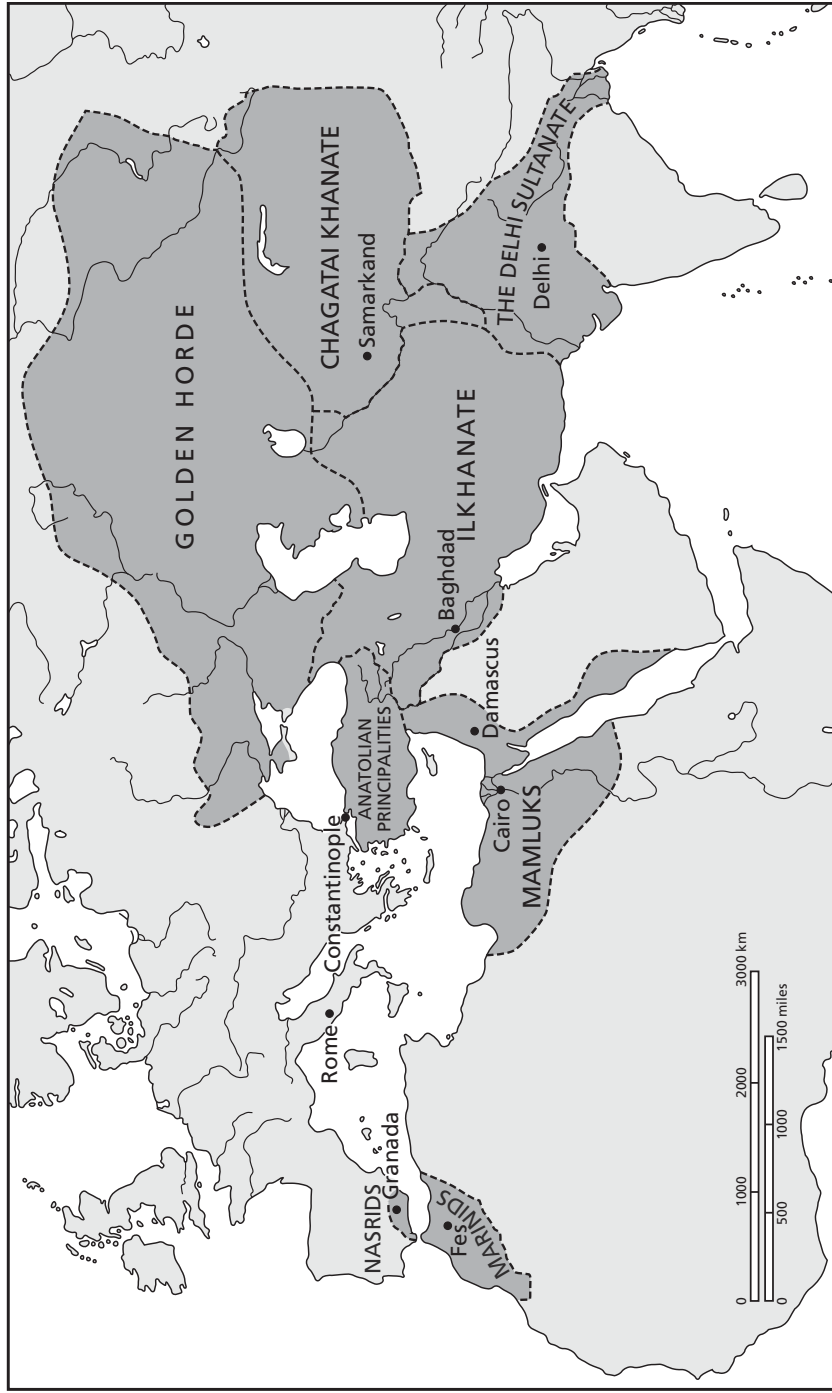 GOLDEN HORDE
CHAGATAI KHANATE
Samarkand
THE DELHI SULTANATE
Delhi
ILKHANATE
Baghdad
Damascus
ANATOLIAN
PRINCIPALITIES
Constantinople
Cairo
MAMLUKS
Rome
NASRIDS
Granada
Fes
MARINIDS
0 1000 2000 3000 km
0 500 1000 1500 miles